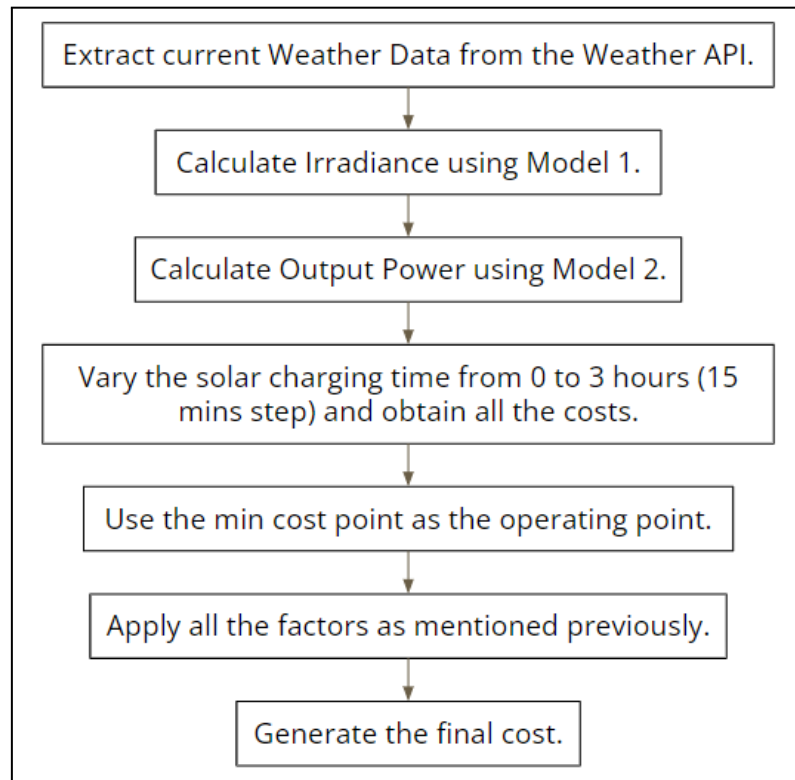 Extract current Weather Data from the Weather API.
Calculate Irradiance using Model 1.
Calculate Output Power using Model 2.
Vary the solar charging time from 0 to 3 hours (15
mins step) and obtain all the costs.
Use the min cost point as the operating point.
Apply all the factors as mentioned previously.
Generate the final cost.